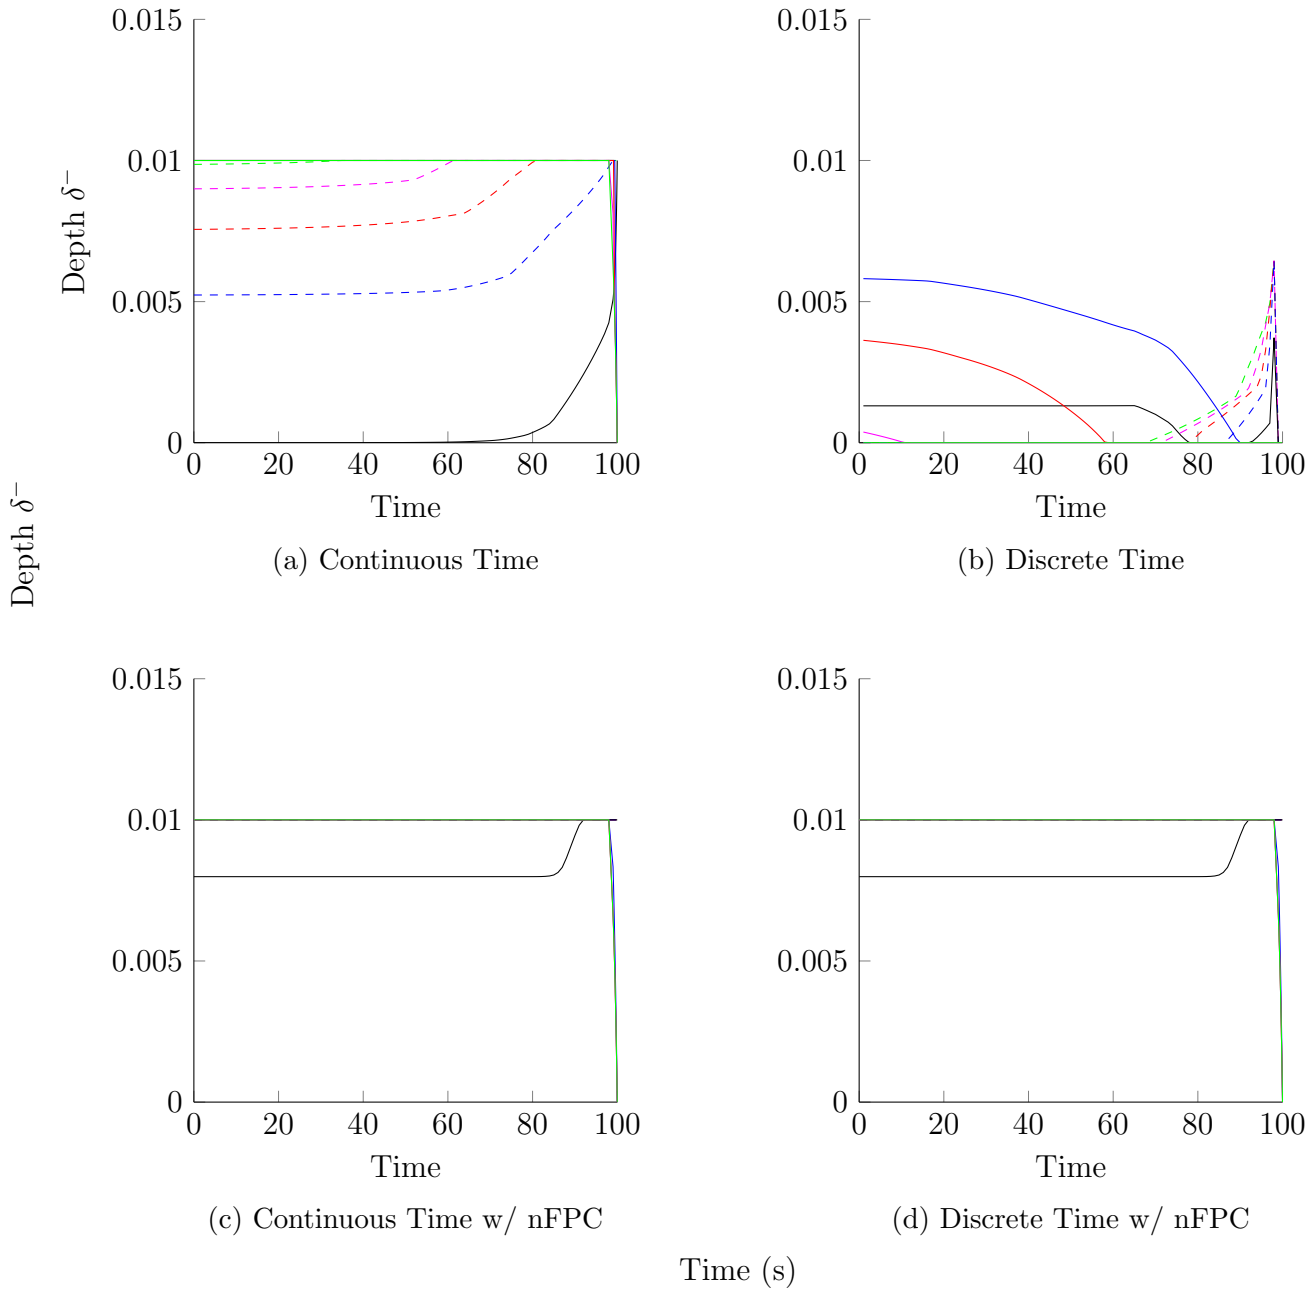 0.015
0.01
0.005
0
Depth δ⁻
0 20 40 60 80 100
Time
(a) Continuous Time
0.015
0.01
0.005
0
0 20 40 60 80 100
Time
(b) Discrete Time
Depth δ⁻
0.015
0.01
0.005
0
0 20 40 60 80 100
Time
(c) Continuous Time w/ nFPC
0.015
0.01
0.005
0
0 20 40 60 80 100
Time
(d) Discrete Time w/ nFPC
Time (s)